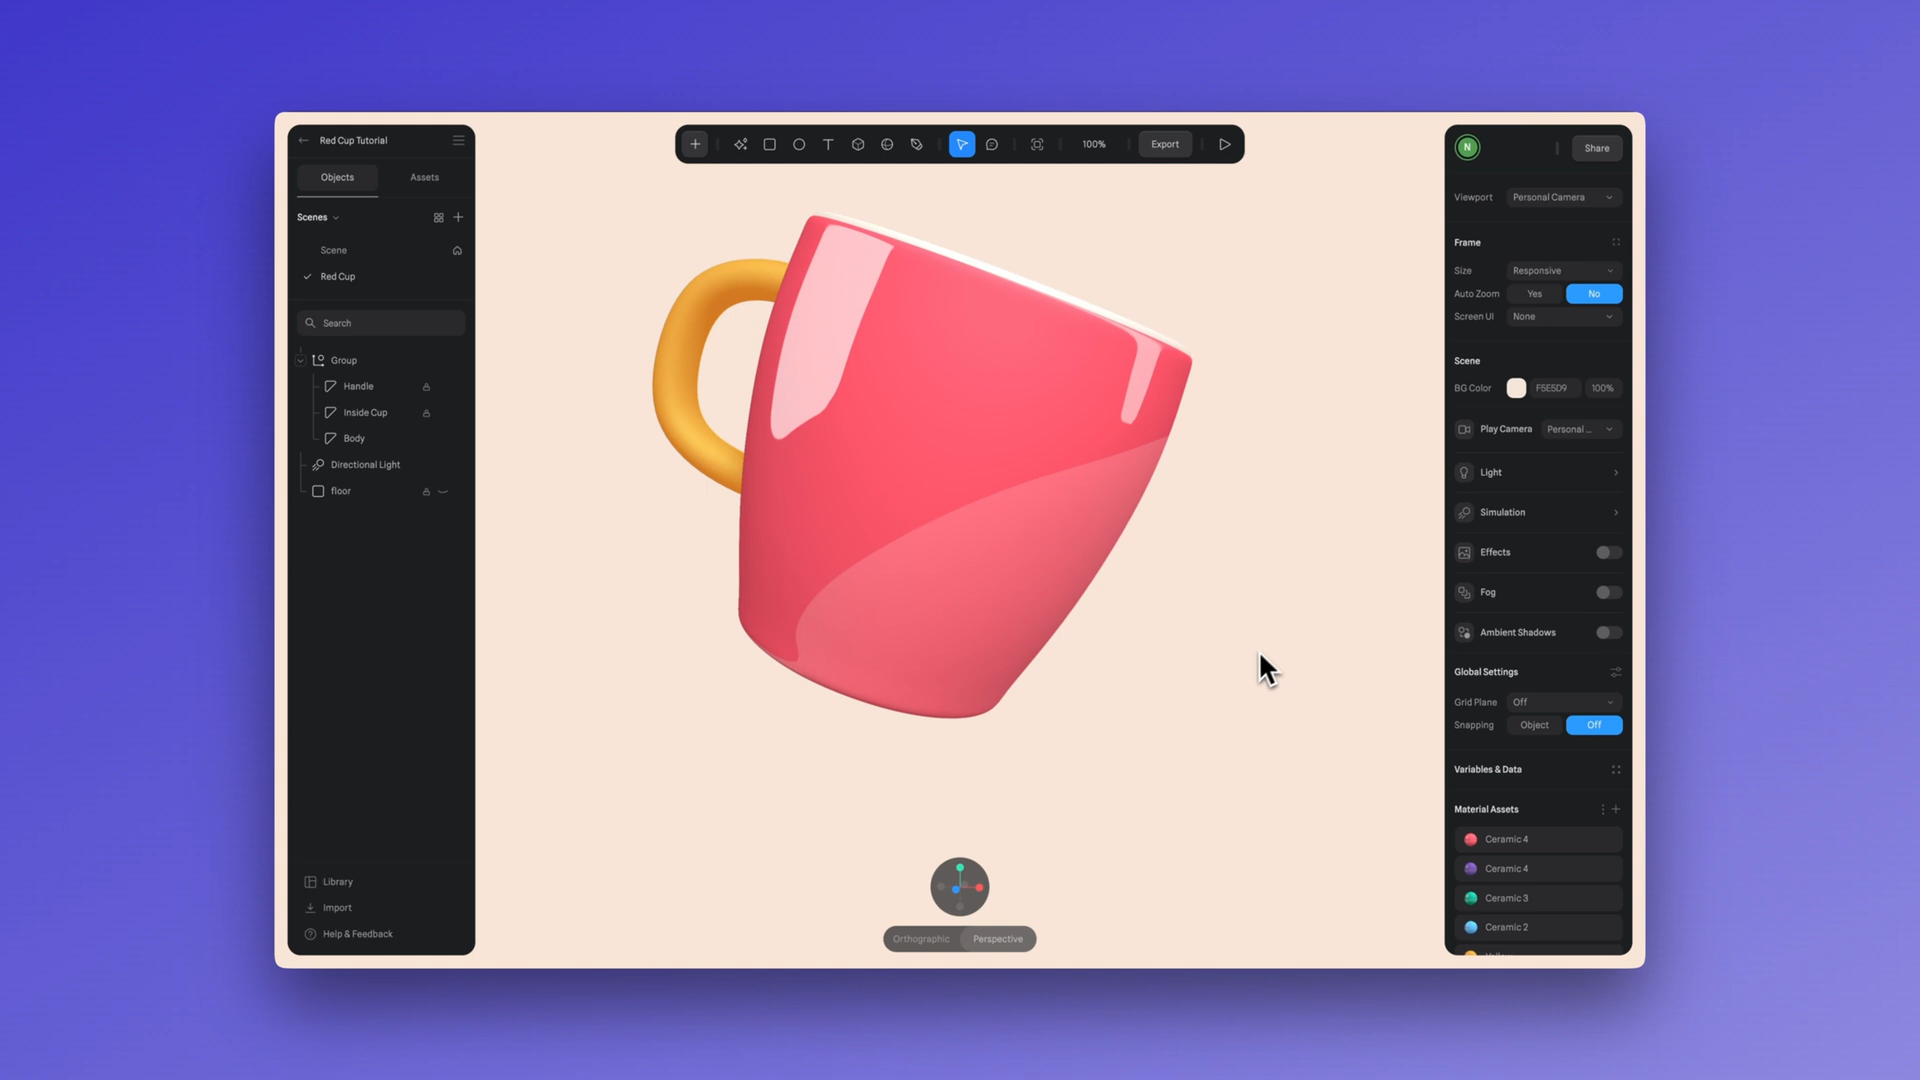 Red Cup Tutorial
Objects
Assets
Scenes
Scene
Red Cup
Search
Group
Handle
Inside Cup
Body
Directional Light
floor
Library
Import
Help & Feedback
T
100%
Export
Orthographic
Perspective
N
Share
Viewport
Personal Camera
Frame
Size
Responsive
Auto Zoom
Yes
No
Screen UI
None
Scene
BG Color
F5E5D9
100%
Play Camera
Personal ...
Light
Simulation
Effects
Fog
Ambient Shadows
Global Settings
Grid Plane
Off
Snapping
Object
Off
Variables & Data
Material Assets
Ceramic 4
Ceramic 4
Ceramic 3
Ceramic 2